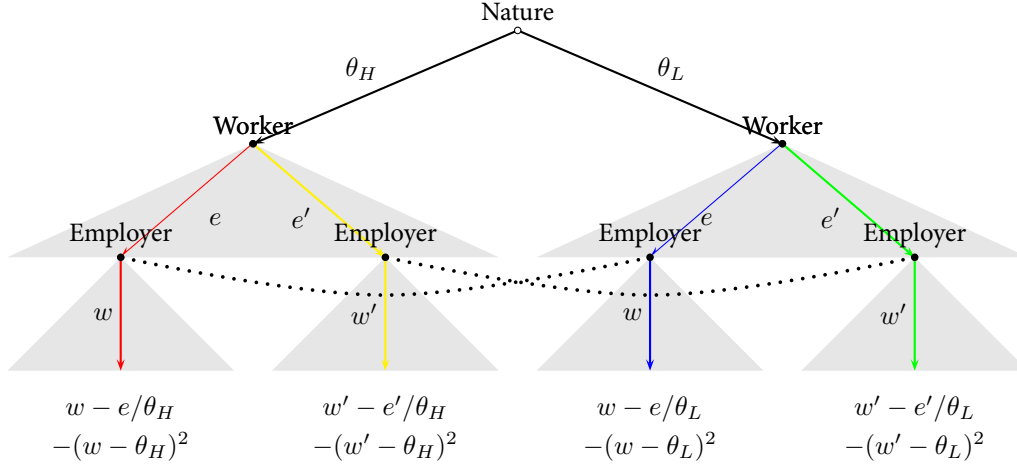 Nature
θ_H θ_L
Worker Worker
e e′ e e′
Employer Employer Employer Employer
w w′ w w′
w − e/θ_H w′ − e′/θ_H w − e/θ_L w′ − e′/θ_L
−(w − θ_H)² −(w′ − θ_H)² −(w − θ_L)² −(w′ − θ_L)²